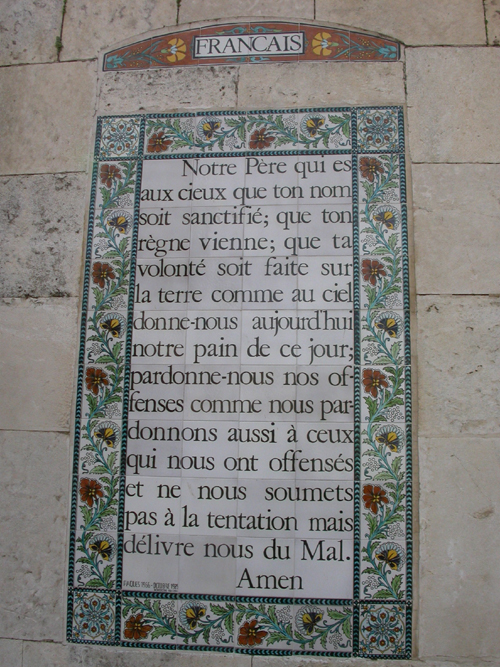 FRANCAIS
Notre Père qui es
aux cieux que ton nom
soit sanctifié; que ton
règne vienne; que ta
volonté soit faite sur
la terre comme au ciel
donne-nous aujourd'hui
notre pain de ce jour;
pardonne-nous nos of-
fenses comme nous par-
donnons aussi à ceux
qui nous ont offensés
et ne nous soumets
pas à la tentation mais
délivre nous du Mal.
Amen